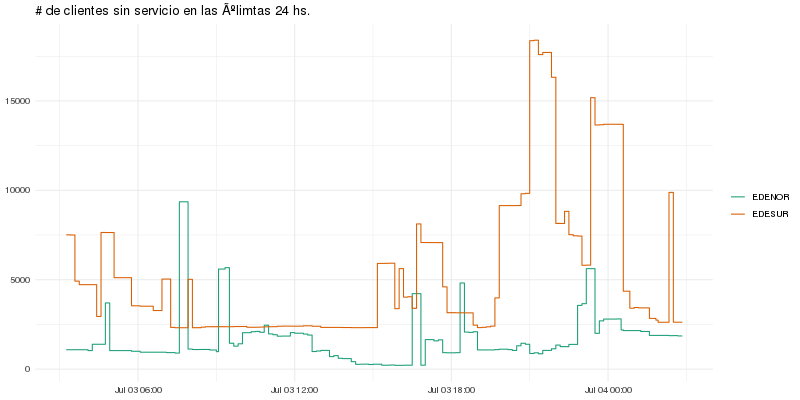 # de clientes sin servicio en las Ãºlimtas 24 hs.
15000
10000
5000
0
Jul 03 06:00
Jul 03 12:00
Jul 03 18:00
Jul 04 00:00
EDENOR
EDESUR